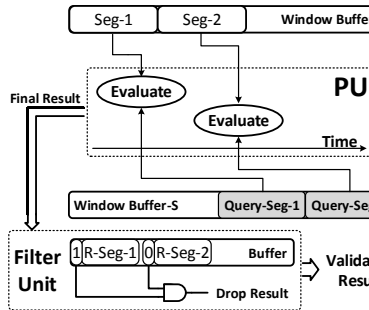 Seg-1 Seg-2 Window Buffe
Evaluate PU
Final Result
Evaluate
Time
Window Buffer-S Query-Seg-1 Query-Seg
1 R-Seg-1 0 R-Seg-2 Buffer
Filter
Unit
Valida
Resu
Drop Result